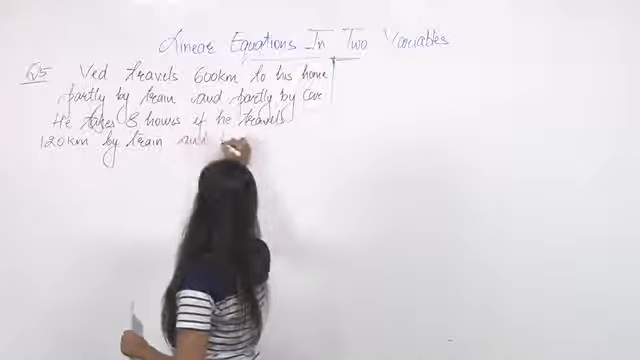 Linear Equations In Two Variables
Q5 Ved travels 600km to his home
partly by train and partly by Car
He takes 8 hours if he travels
120km by train and